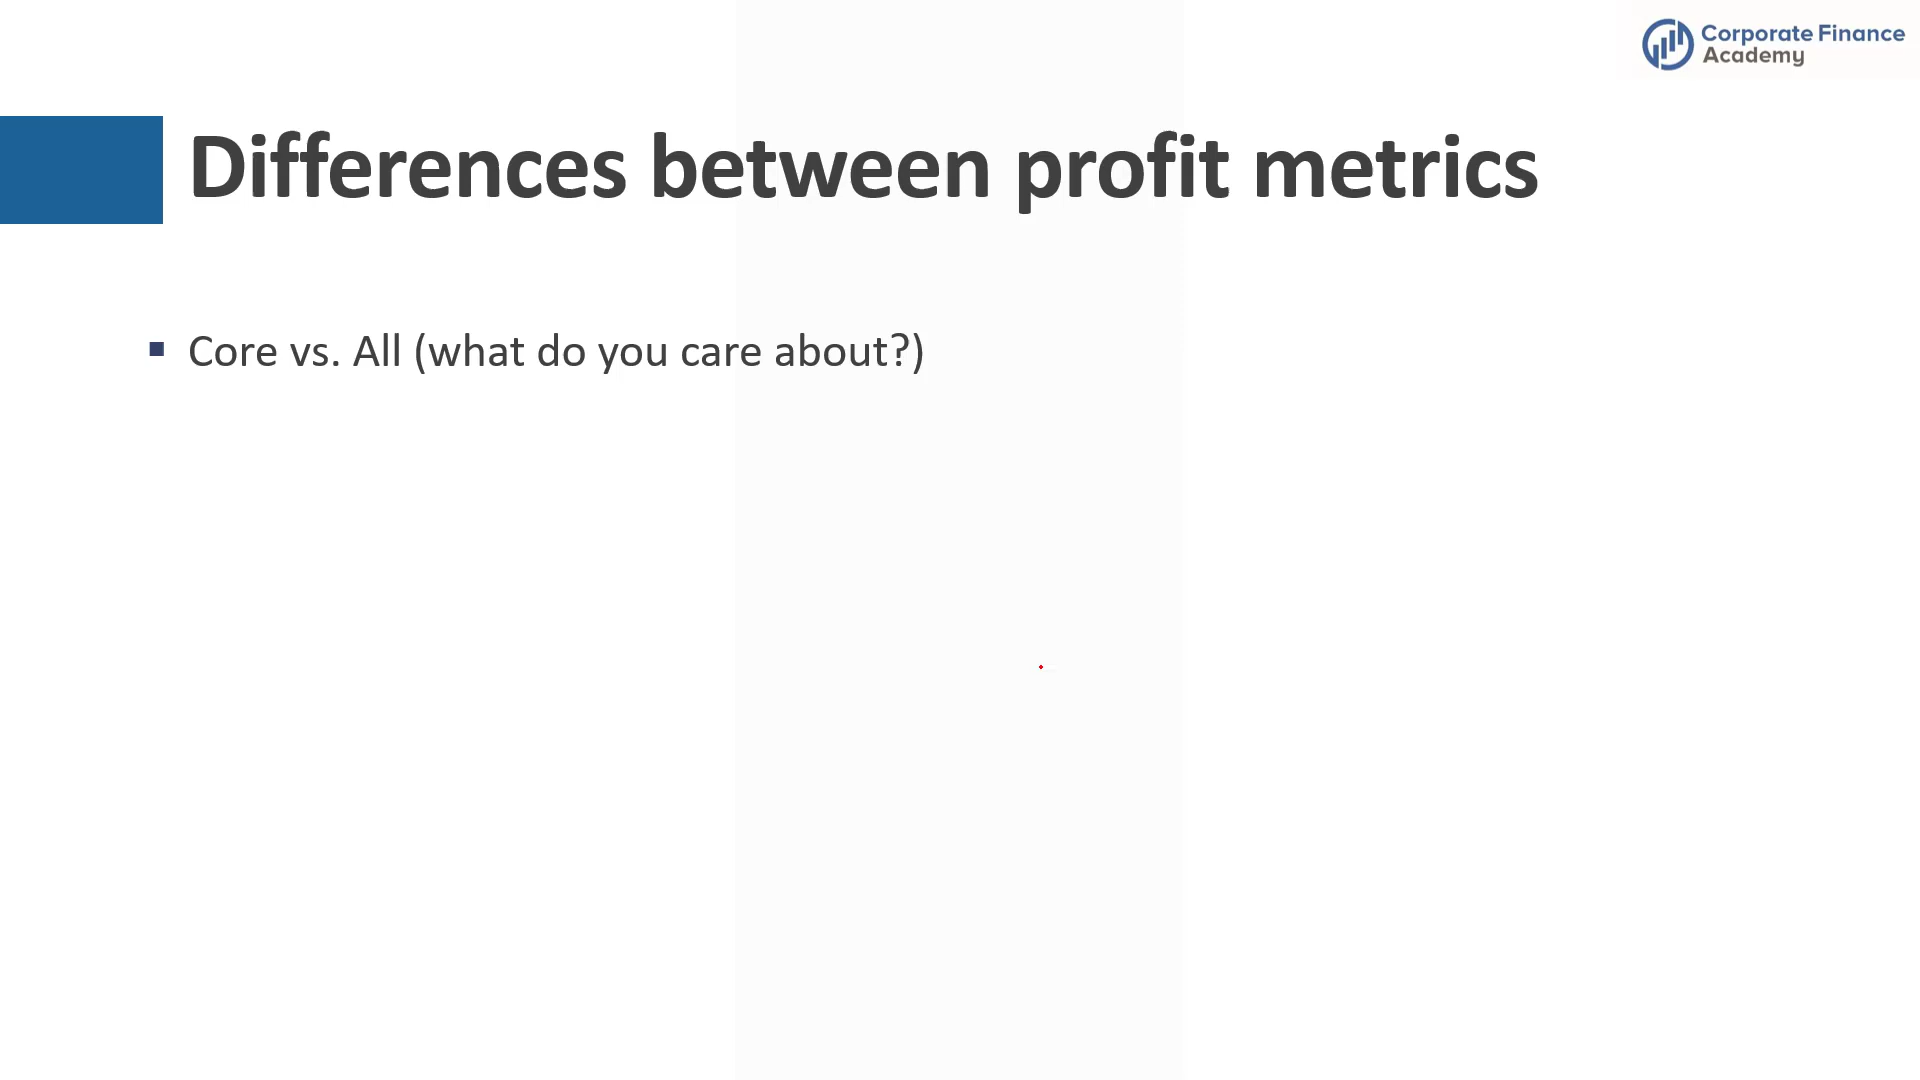 Corporate Finance
Academy
Differences between profit metrics
Core vs. All (what do you care about?)